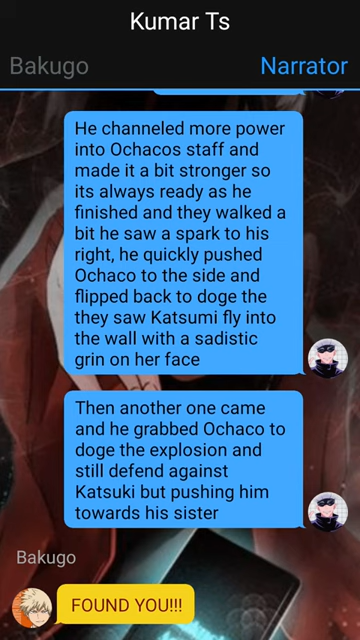 Kumar Ts
Bakugo
Narrator
He channeled more power
into Ochacos staff and
made it a bit stronger so
its always ready as he
finished and they walked a
bit he saw a spark to his
right, he quickly pushed
Ochaco to the side and
flipped back to doge the
they saw Katsumi fly into
the wall with a sadistic
grin on her face
Then another one came
and he grabbed Ochaco to
doge the explosion and
still defend against
Katsuki but pushing him
towards his sister
Bakugo
FOUND YOU!!!